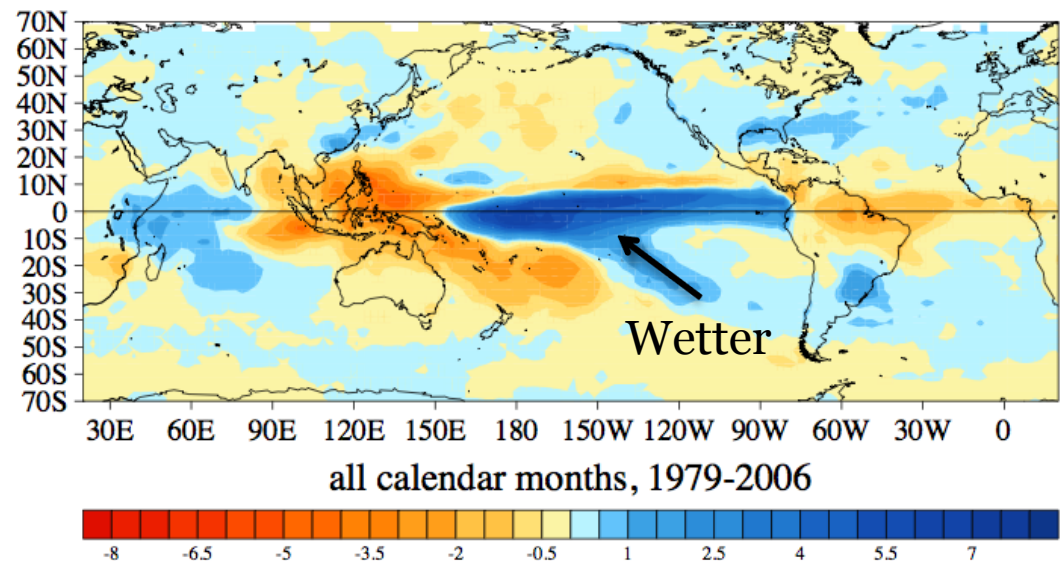 70N
60N
50N
40N
30N
20N
10N
0
10S
20S
30S
40S
50S
60S
70S
Wetter
30E 60E 90E 120E 150E 180 150W 120W 90W 60W 30W 0
all calendar months, 1979-2006
-8 -6.5 -5 -3.5 -2 -0.5 1 2.5 4 5.5 7